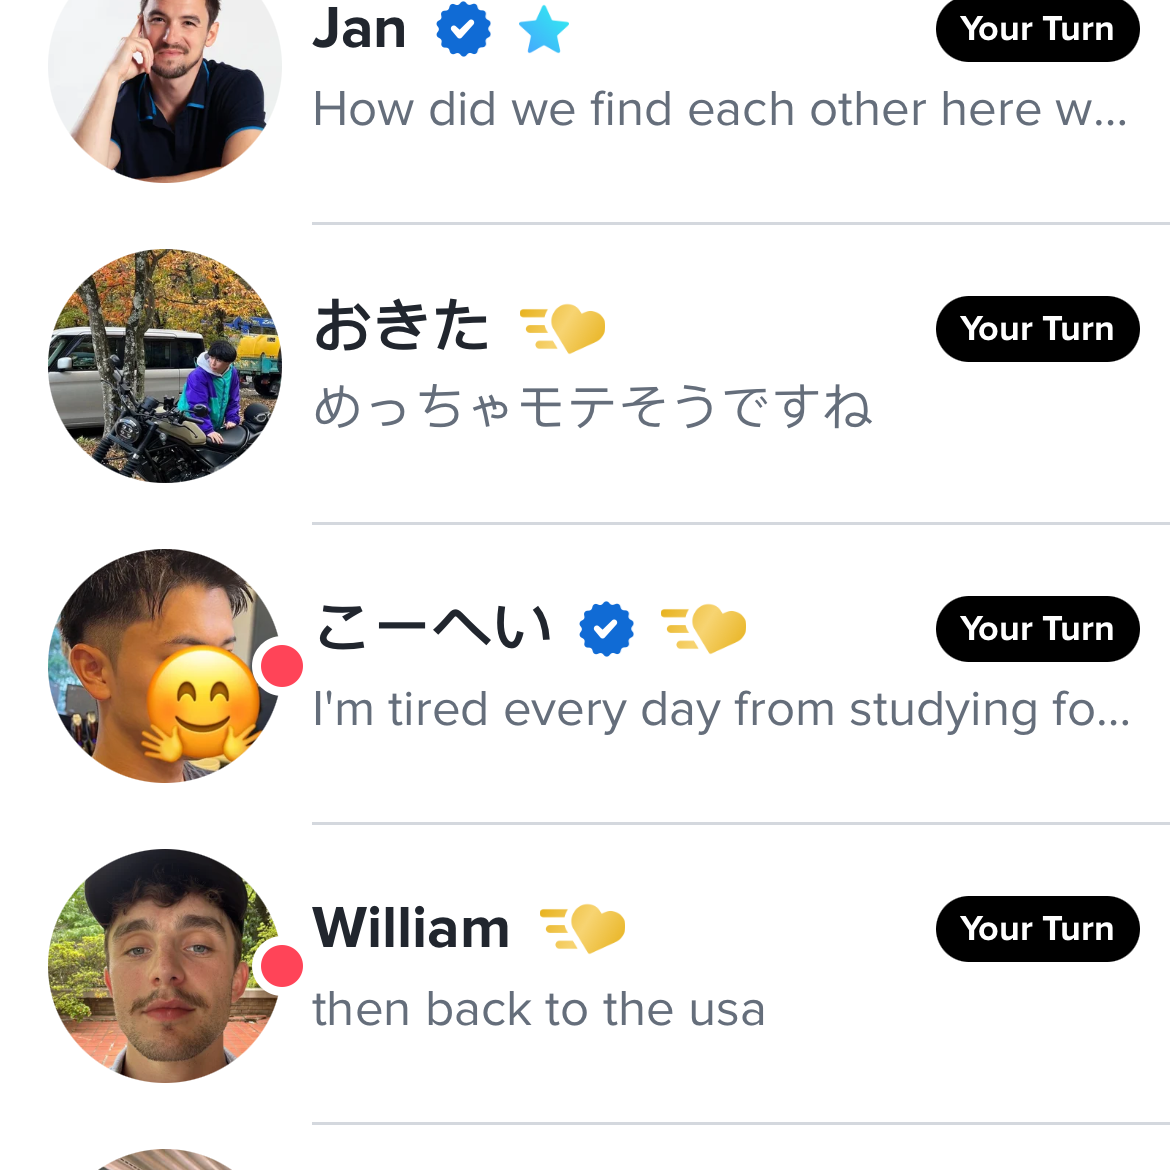 Jan
Your Turn
How did we find each other here w...
おきた
Your Turn
めっちゃモテそうですね
こーへい
Your Turn
I'm tired every day from studying fo...
William
Your Turn
then back to the usa